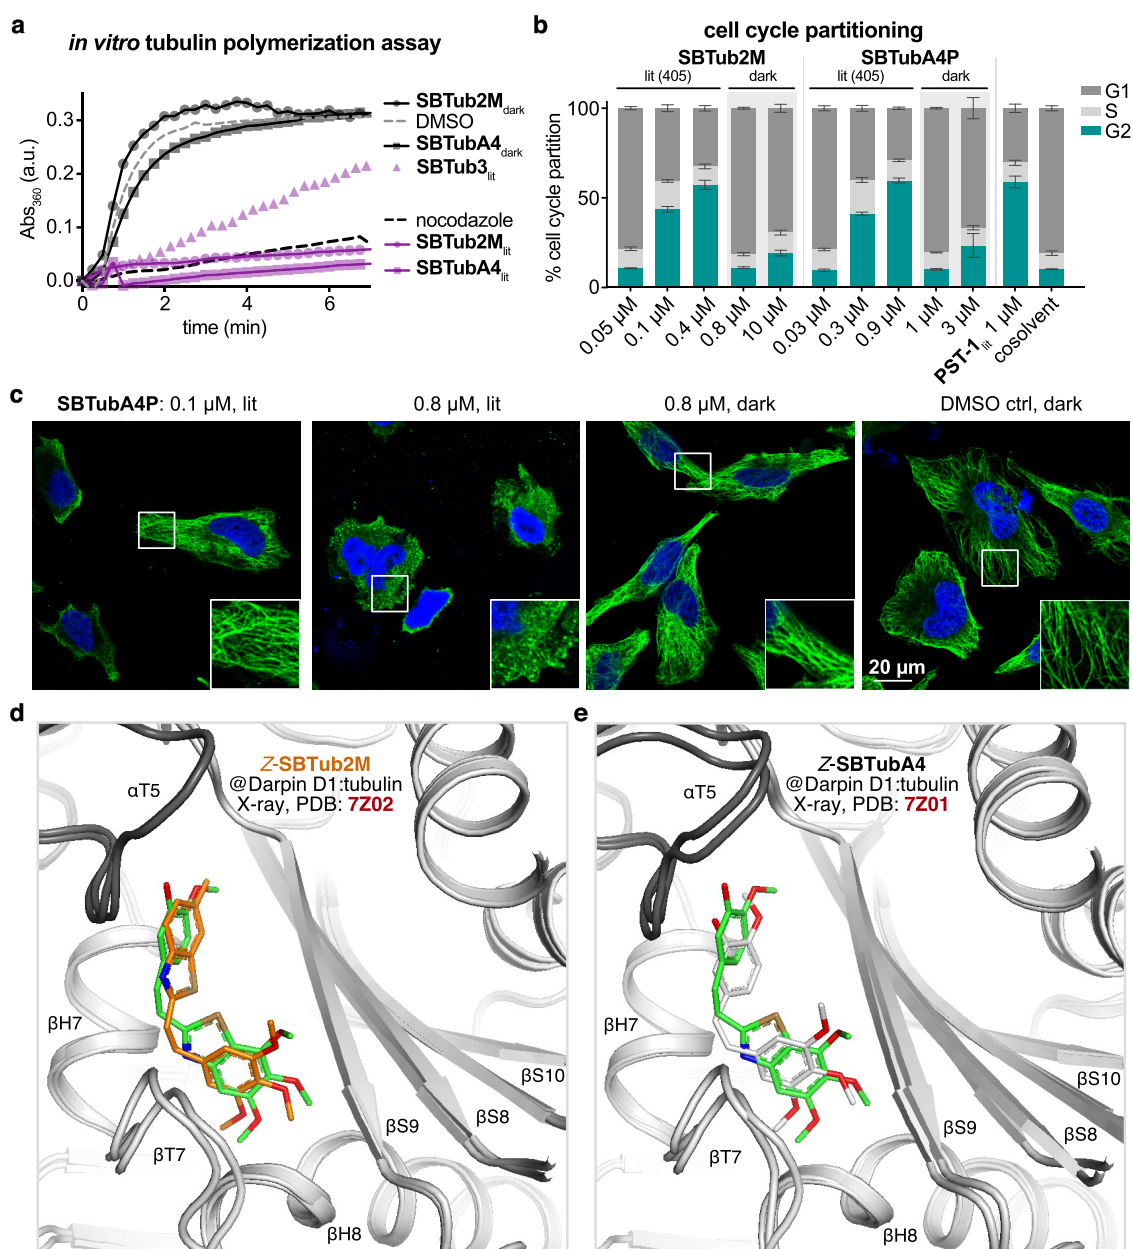 a
in vitro tubulin polymerization assay
Abs360 (a.u.)
0.3
0.2
0.1
0.0
0
2
4
6
time (min)
SBTub2Mdark
DMSO
SBTubA4dark
SBTub3lit
nocodazole
SBTub2Mlit
SBTubA4lit
b
cell cycle partitioning
SBTub2M
SBTubA4P
lit (405)
dark
lit (405)
dark
% cell cycle partition
100
50
0
G1
S
G2
0.05 µM
0.1 µM
0.4 µM
0.8 µM
10 µM
0.03 µM
0.3 µM
0.9 µM
1 µM
3 µM
PST-1lit 1 µM
cosolvent
c
SBTubA4P: 0.1 µM, lit
0.8 µM, lit
0.8 µM, dark
DMSO ctrl, dark
20 µm
d
Z-SBTub2M
@Darpin D1:tubulin
X-ray, PDB: 7Z02
αT5
βH7
βT7
βH8
βS9
βS8
βS10
e
Z-SBTubA4
@Darpin D1:tubulin
X-ray, PDB: 7Z01
αT5
βH7
βT7
βH8
βS9
βS8
βS10